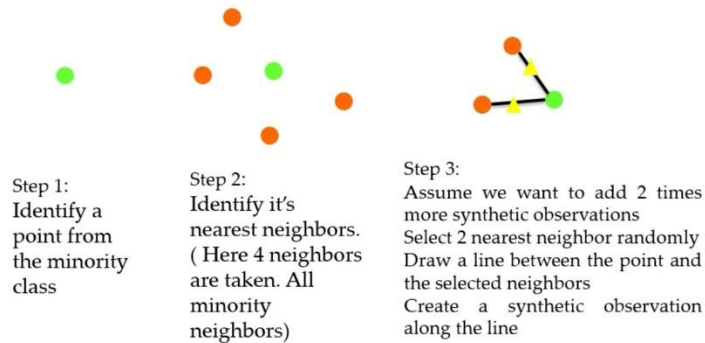 Step 1:
Identify a
point from
the minority
class
Step 2:
Identify it's
nearest neighbors.
( Here 4 neighbors
are taken. All
minority
neighbors)
Step 3:
Assume we want to add 2 times
more synthetic observations
Select 2 nearest neighbor randomly
Draw a line between the point and
the selected neighbors
Create a synthetic observation
along the line